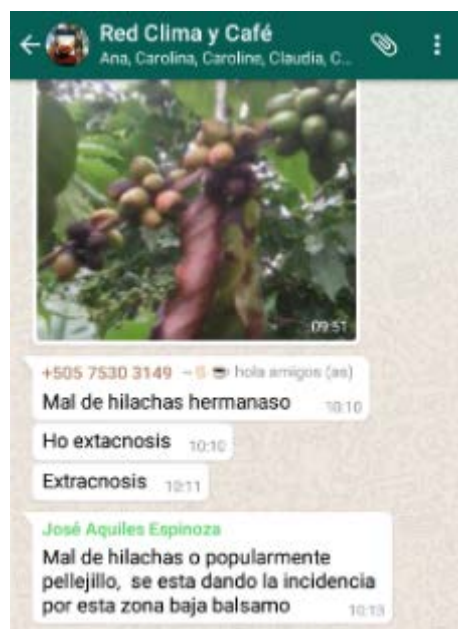 Red Clima y Café
Ana, Carolina, Caroline, Claudia, C...
09:51
+505 7530 3149 ~ hola amigos (as)
Mal de hilachas hermanaso 10:10
Ho extacnosis 10:10
Extracnosis 10:11
José Aquiles Espinoza
Mal de hilachas o popularmente
pellejillo, se esta dando la incidencia
por esta zona baja balsamo 10:13